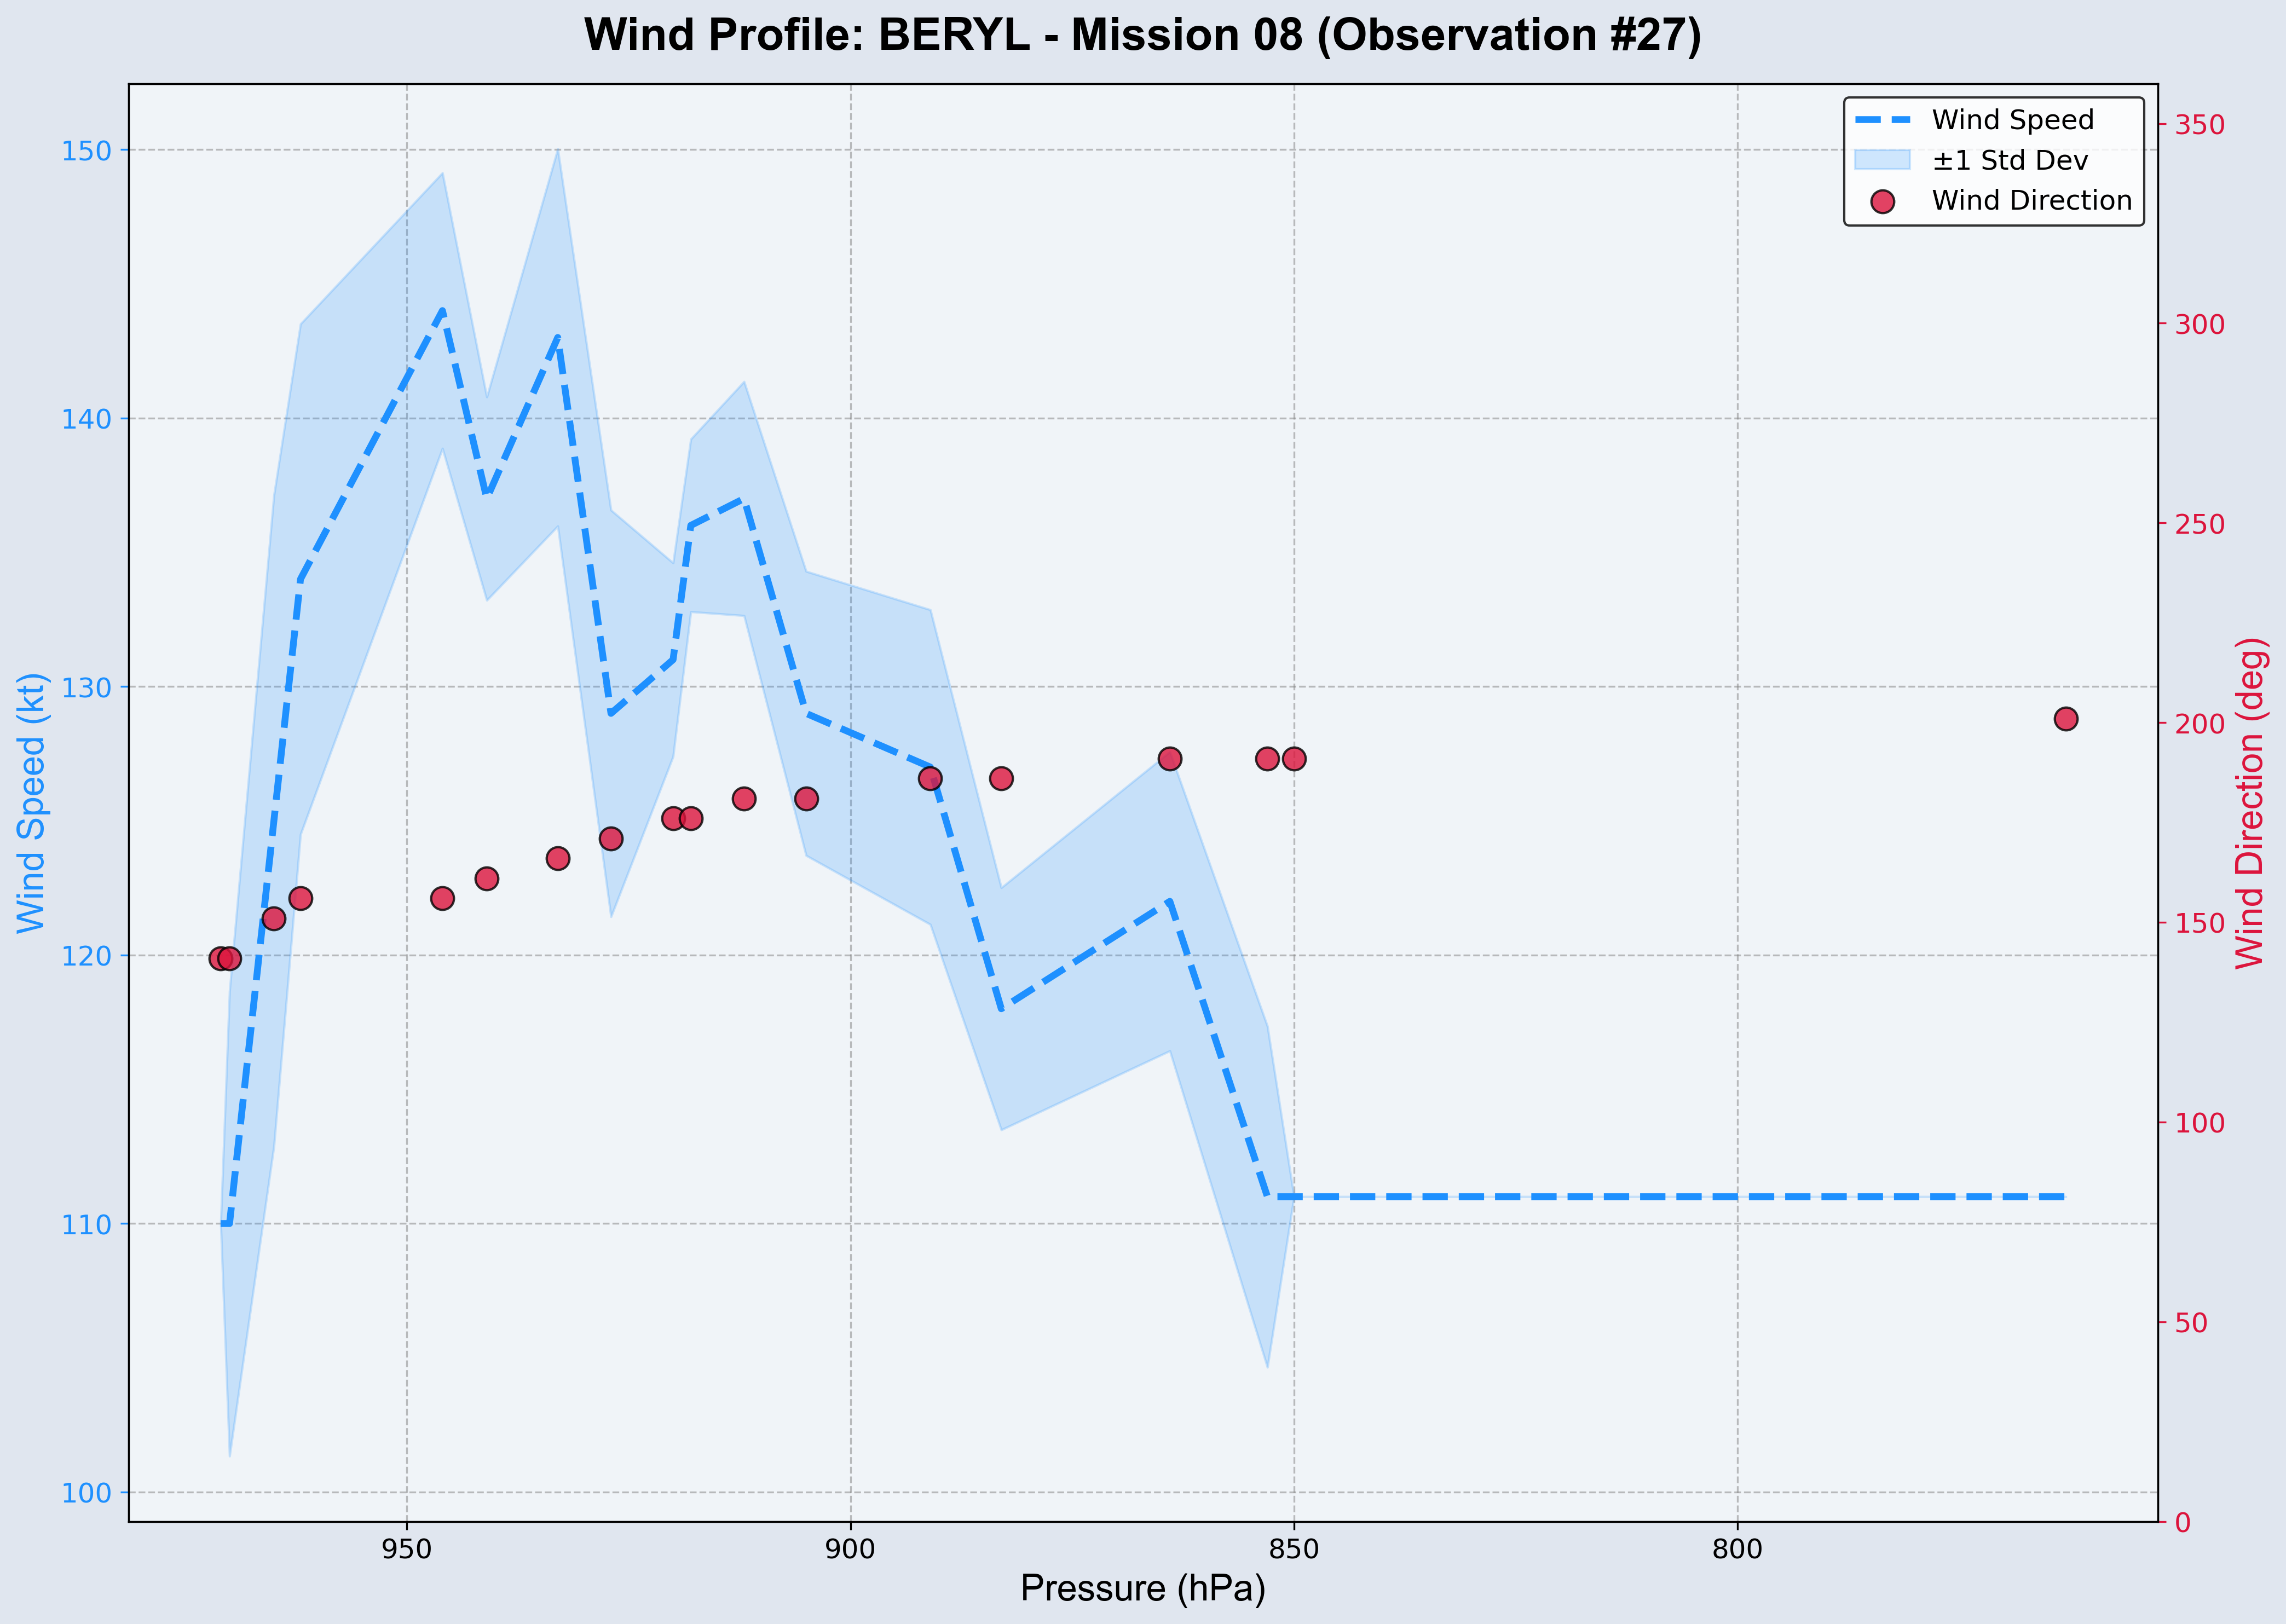 Wind Profile: BERYL - Mission 08 (Observation #27)
Wind Speed
±1 Std Dev
Wind Direction
150
140
130
120
110
100
Wind Speed (kt)
350
300
250
200
150
100
50
0
Wind Direction (deg)
950
900
850
800
Pressure (hPa)